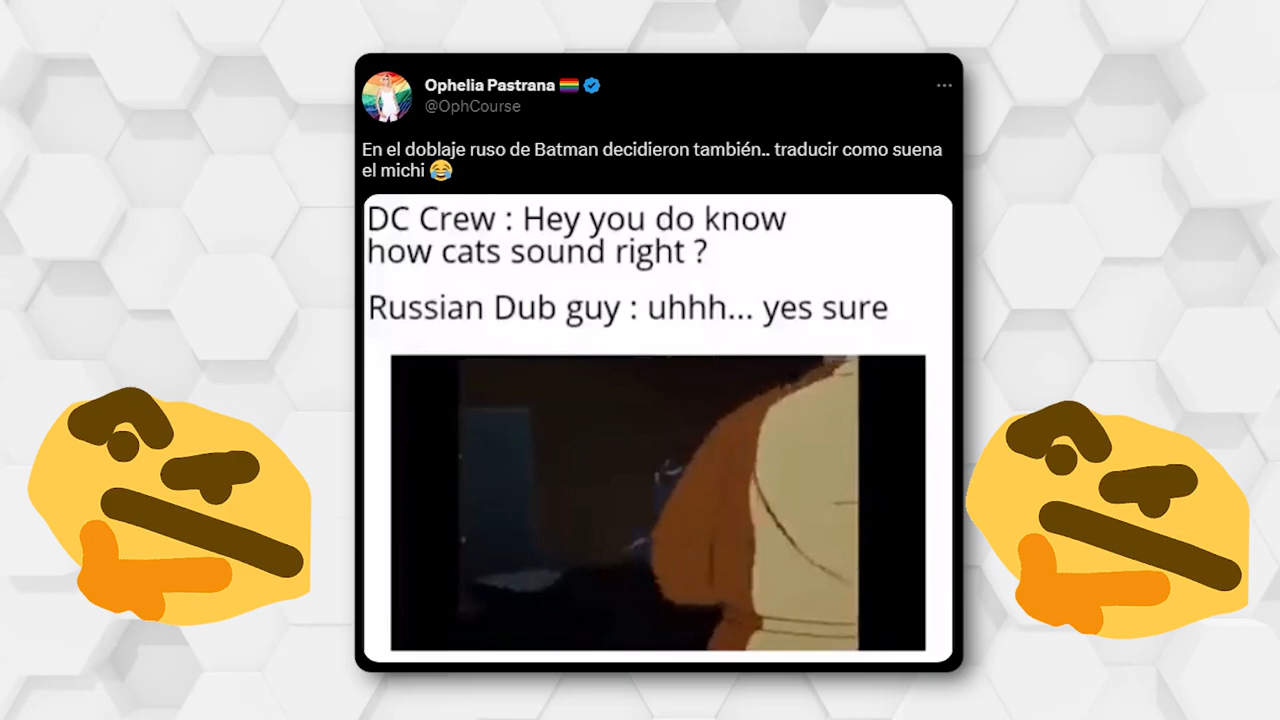 Ophelia Pastrana 🏳️‍🌈
@OphCourse
En el doblaje ruso de Batman decidieron también.. traducir como suena
el michi 😂
DC Crew : Hey you do know
how cats sound right ?
Russian Dub guy : uhhh... yes sure